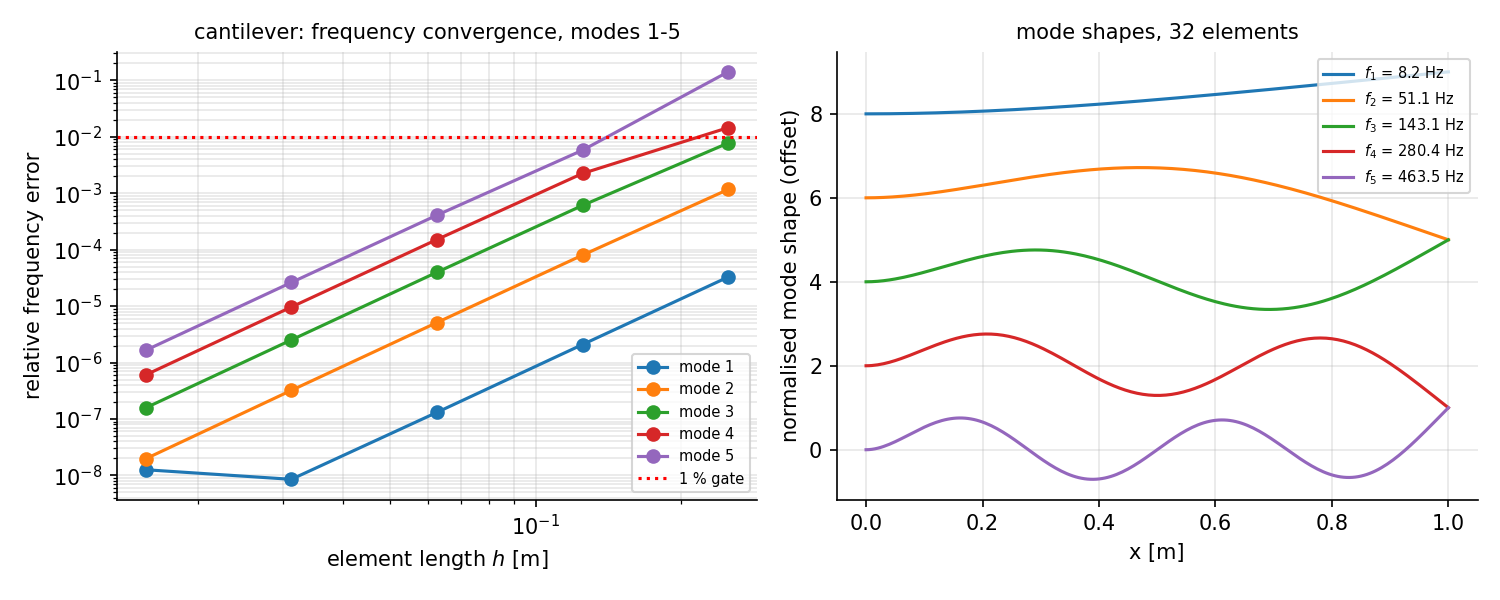 cantilever: frequency convergence, modes 1-5
relative frequency error
10⁻¹
10⁻²
10⁻³
10⁻⁴
10⁻⁵
10⁻⁶
10⁻⁷
10⁻⁸
mode 1
mode 2
mode 3
mode 4
mode 5
1 % gate
10⁻¹
element length h [m]
mode shapes, 32 elements
normalised mode shape (offset)
8
6
4
2
0
f₁ = 8.2 Hz
f₂ = 51.1 Hz
f₃ = 143.1 Hz
f₄ = 280.4 Hz
f₅ = 463.5 Hz
0.0 0.2 0.4 0.6 0.8 1.0
x [m]